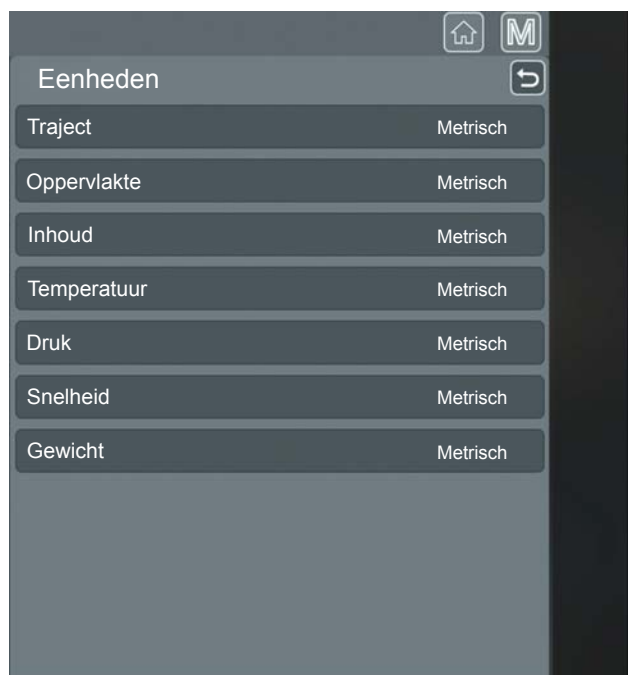 M
Eenheden
Traject Metrisch
Oppervlakte Metrisch
Inhoud Metrisch
Temperatuur Metrisch
Druk Metrisch
Snelheid Metrisch
Gewicht Metrisch